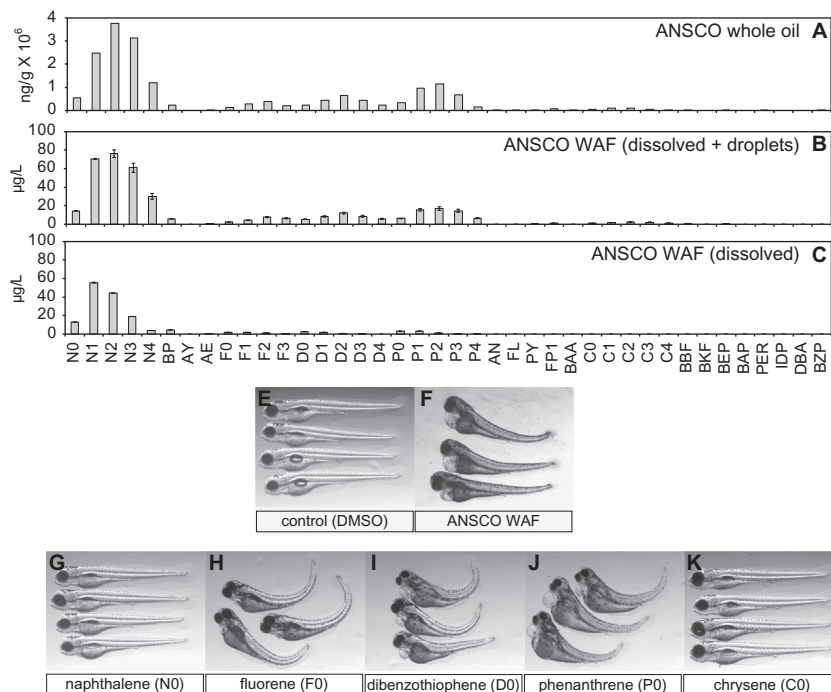 ANSCO whole oil A
ng/g X 10⁶
4
3
2
1
0
ANSCO WAF (dissolved + droplets) B
µg/L
100
80
60
40
20
0
ANSCO WAF (dissolved) C
µg/L
100
80
60
40
20
0
N0 N1 N2 N3 N4 BP AY AE F0 F1 F2 F3 D0 D1 D2 D3 D4 P0 P1 P2 P3 P4 AN FL PY FP1 BAA C0 C1 C2 C3 C4 BBF BKF BEP BAP PER IDP DBA BZP
E F
control (DMSO) ANSCO WAF
G H I J K
naphthalene (N0) fluorene (F0) dibenzothiophene (D0) phenanthrene (P0) chrysene (C0)